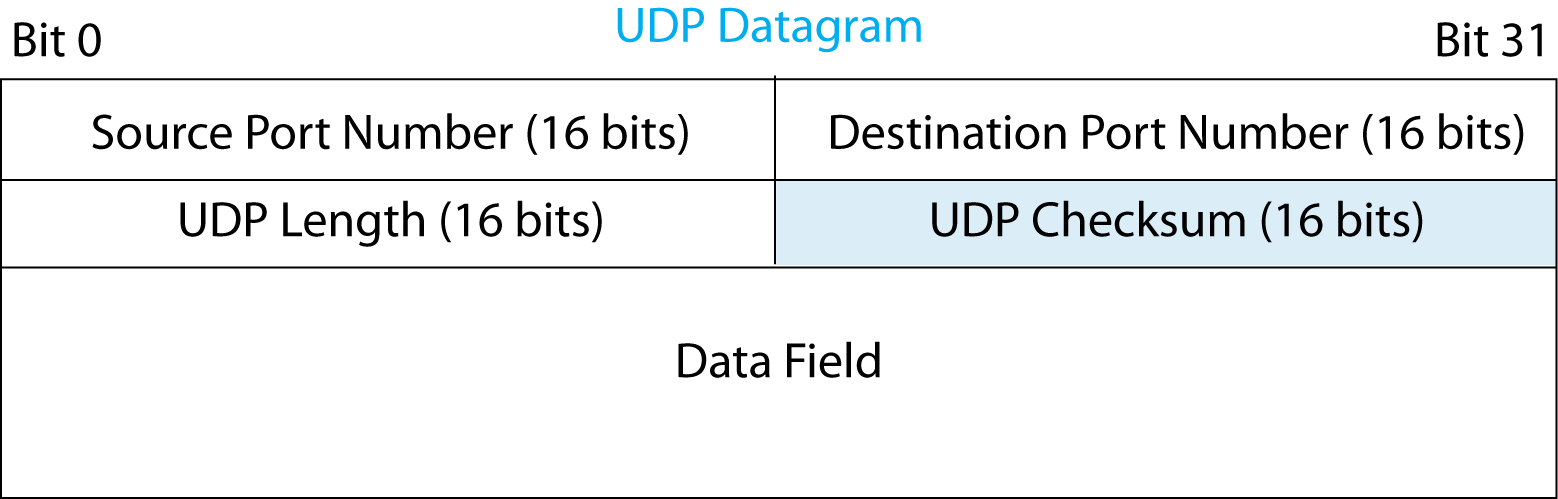 UDP Datagram
Bit 0
Bit 31
Source Port Number (16 bits)
Destination Port Number (16 bits)
UDP Length (16 bits)
UDP Checksum (16 bits)
Data Field